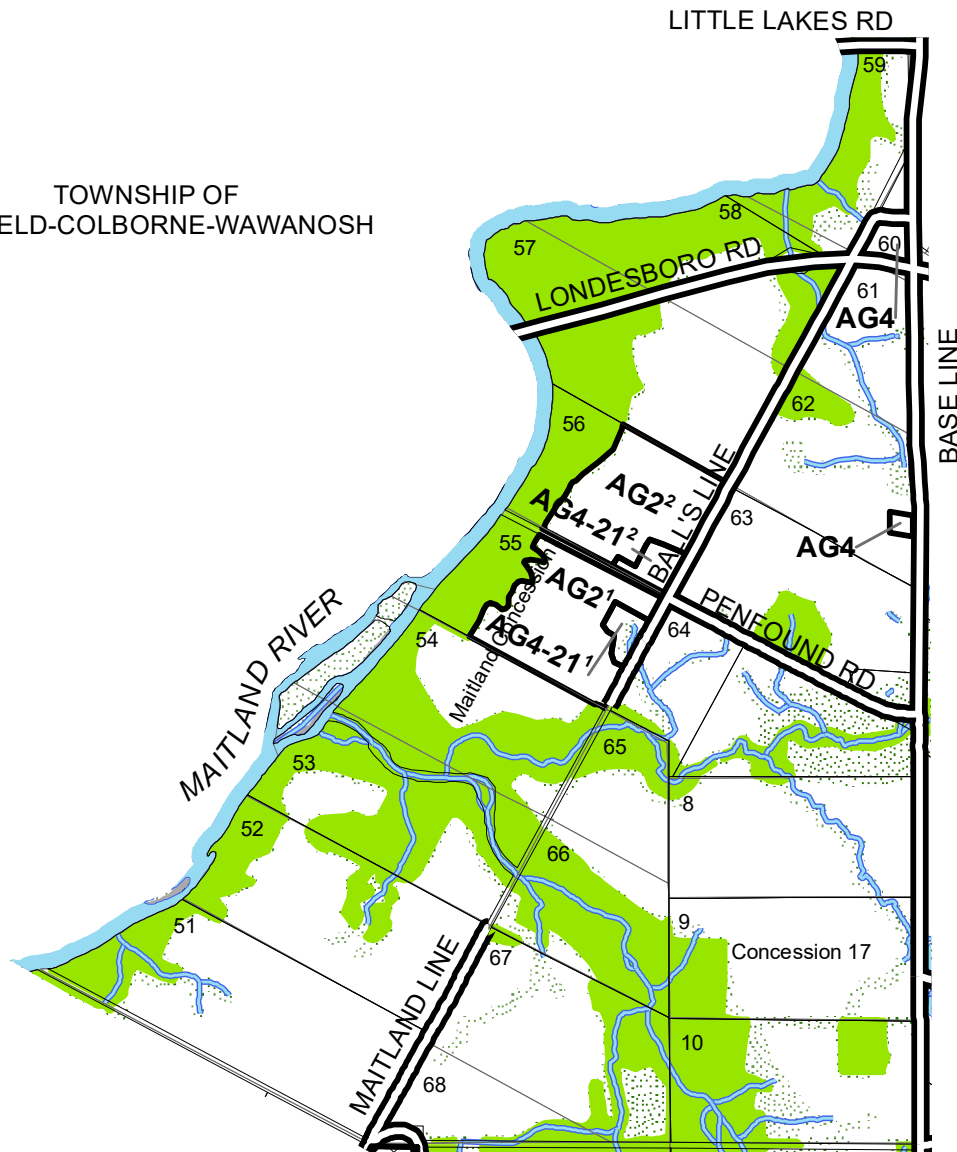 LITTLE LAKES RD
59
TOWNSHIP OF
ELD-COLBORNE-WAWANOSH
58
57
60
LONDESBORO RD
61
AG4
BASE LINE
62
56
BALL'S LINE
AG2²
AG4-21²
63
55
AG4
Maitland Concession
AG2¹
PENFOUND RD
64
AG4-21¹
54
MAITLAND RIVER
65
53
8
52
66
51
9
Concession 17
67
MAITLAND LINE
10
68